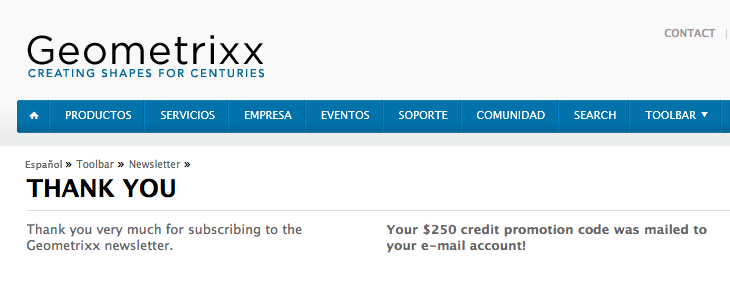 CONTACT
Geometrixx
CREATING SHAPES FOR CENTURIES
PRODUCTOS SERVICIOS EMPRESA EVENTOS SOPORTE COMUNIDAD SEARCH TOOLBAR
Español » Toolbar » Newsletter »
THANK YOU
Thank you very much for subscribing to the
Geometrixx newsletter.
Your $250 credit promotion code was mailed to
your e-mail account!